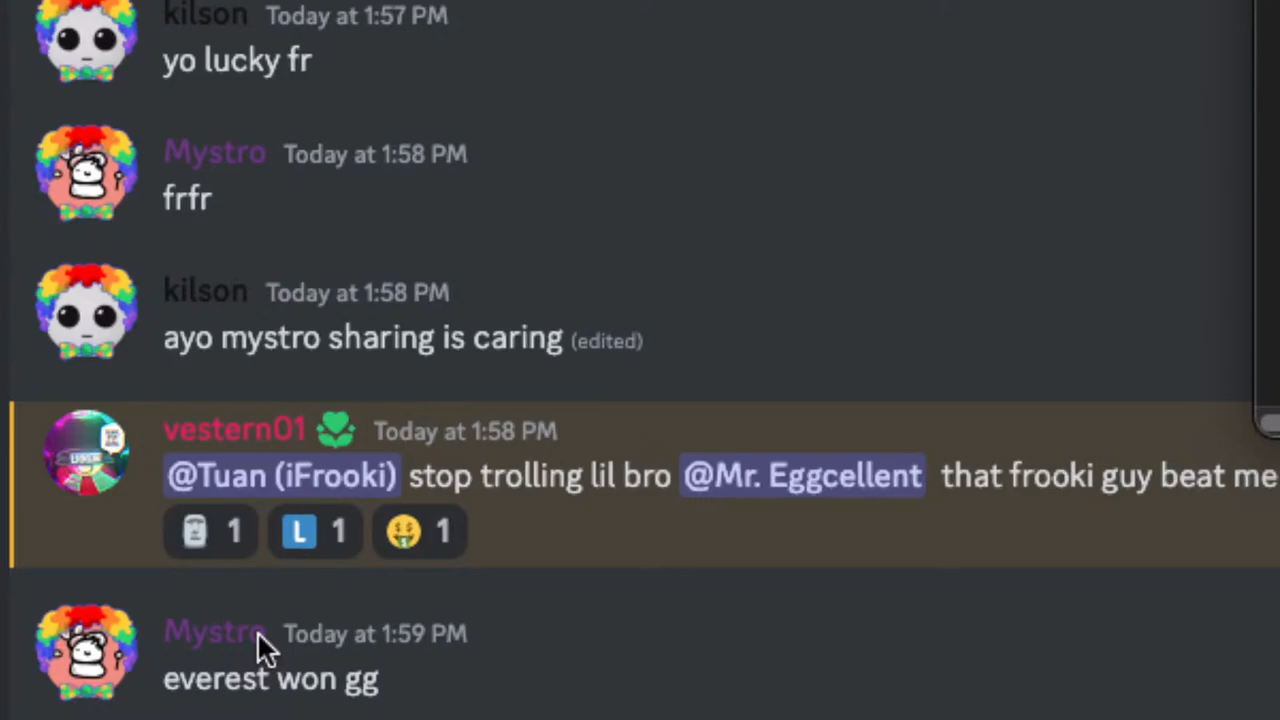 kilson Today at 1:57 PM
yo lucky fr
Mystro Today at 1:58 PM
frfr
kilson Today at 1:58 PM
ayo mystro sharing is caring (edited)
vestern01 Today at 1:58 PM
@Tuan (iFrooki) stop trolling lil bro @Mr. Eggcellent that frooki guy beat me
1 L 1 1
Mystro Today at 1:59 PM
everest won gg